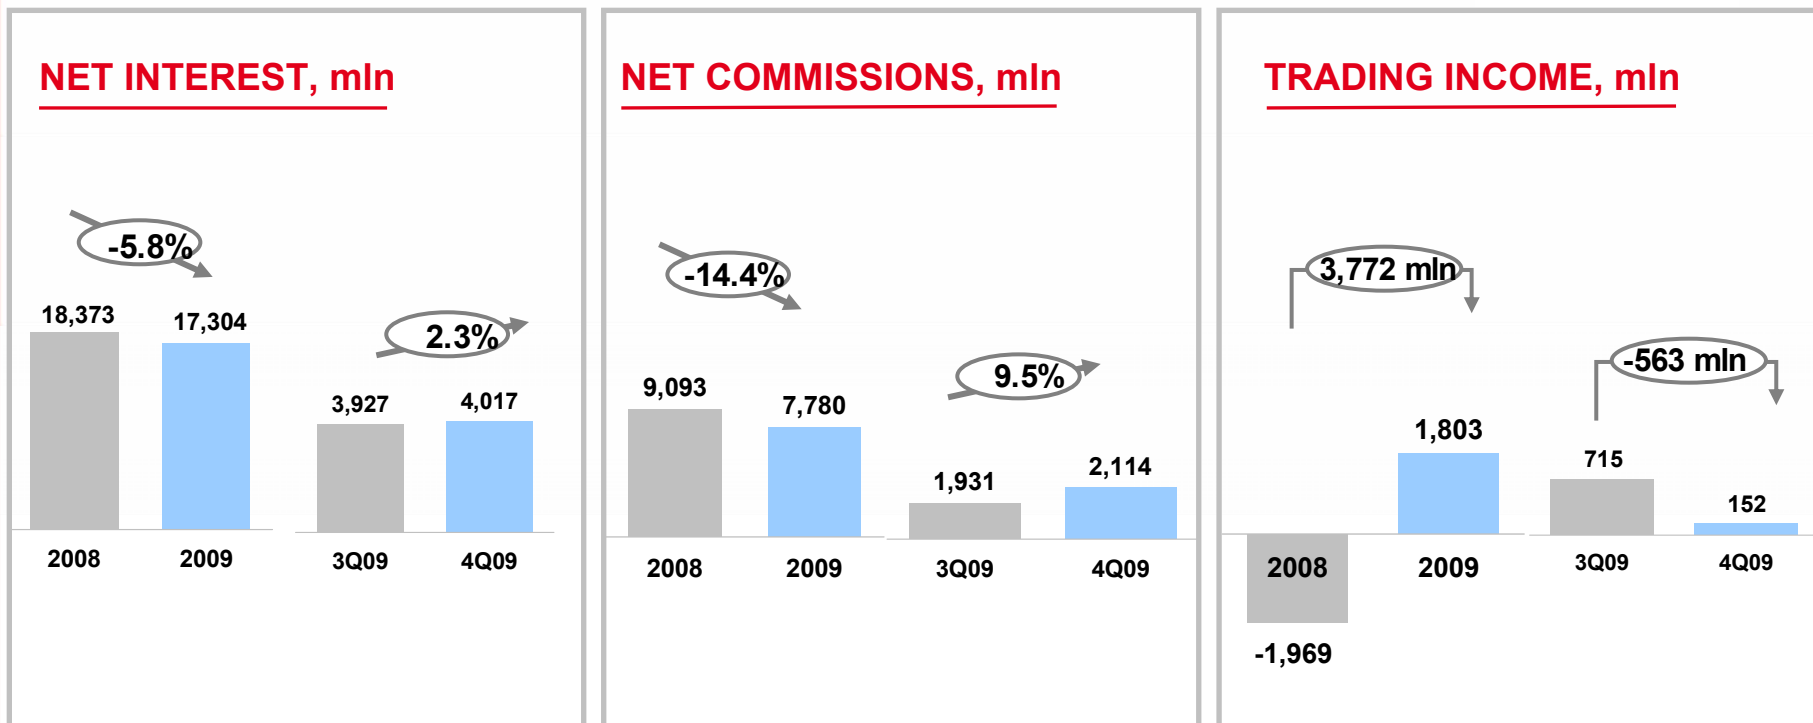 NET INTEREST, mln
-5.8%
18,373
17,304
2.3%
3,927
4,017
2008
2009
3Q09
4Q09
NET COMMISSIONS, mln
-14.4%
9,093
7,780
9.5%
1,931
2,114
2008
2009
3Q09
4Q09
TRADING INCOME, mln
3,772 mln
-563 mln
1,803
715
152
2008
2009
3Q09
4Q09
-1,969